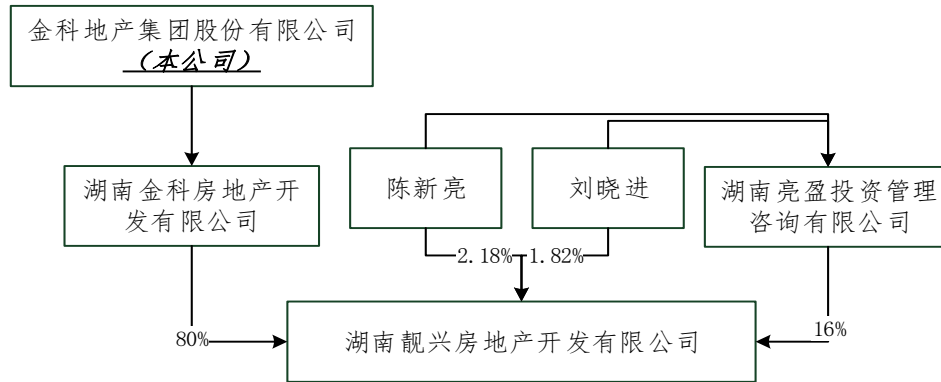 金科地产集团股份有限公司
（本公司）
湖南金科房地产开
发有限公司
陈新亮
刘晓进
湖南亮盈投资管理
咨询有限公司
2.18%
1.82%
80%
湖南靓兴房地产开发有限公司
16%